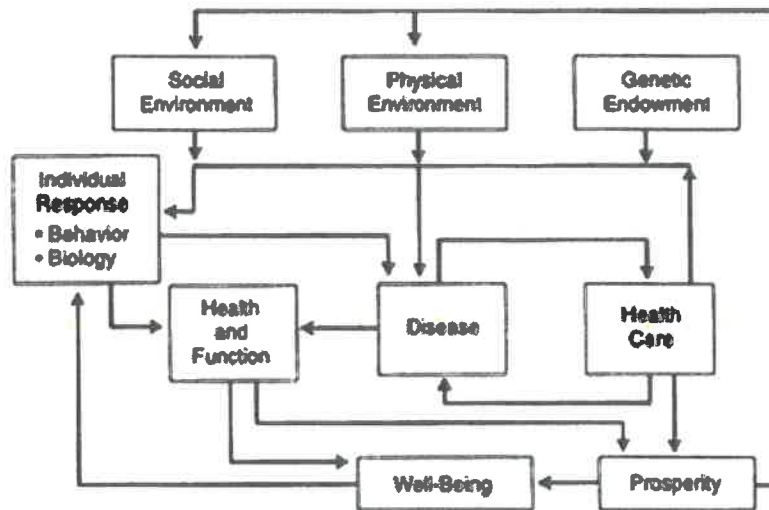 Social
Environment
Physical
Environment
Genetic
Endowment
Individual
Response
• Behavior
• Biology
Health
and
Function
Disease
Health
Care
Well-Being
Prosperity